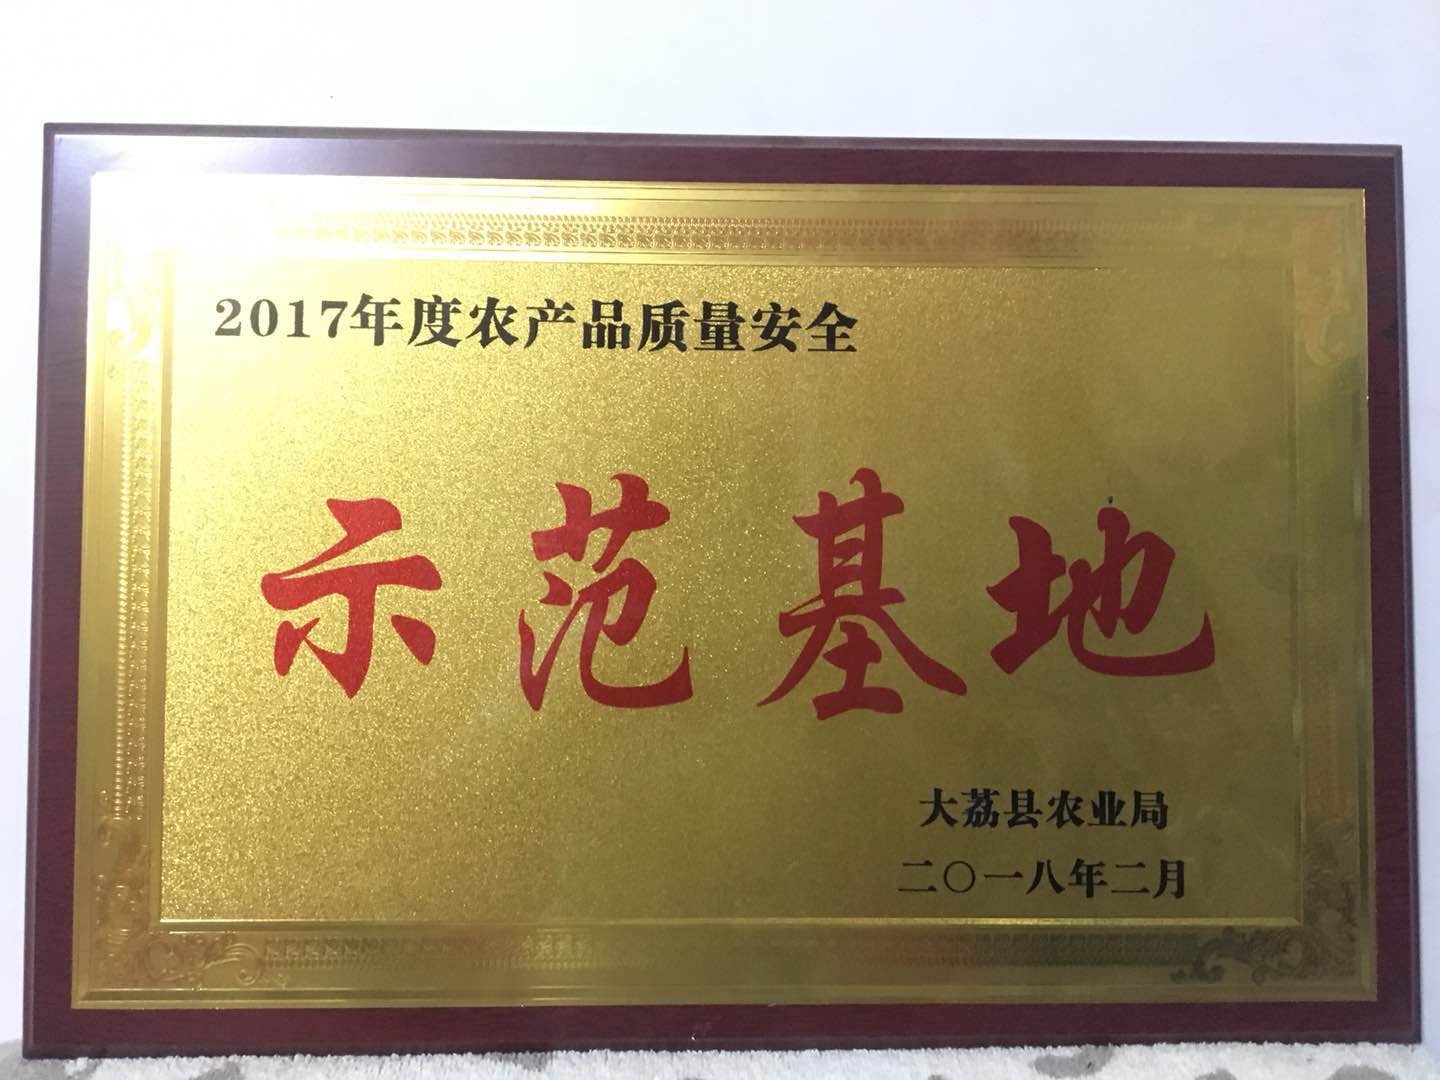 2017年度农产品质量安全
示范基地
大荔县农业局
二〇一八年二月